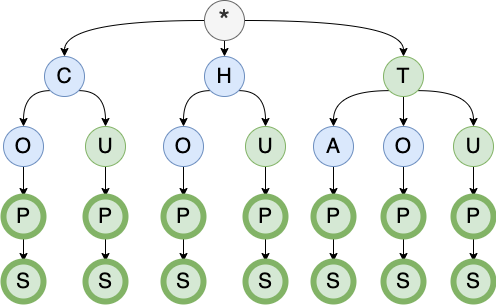 *
C H T
O U O U A O U
P P P P P P P
S S S S S S S